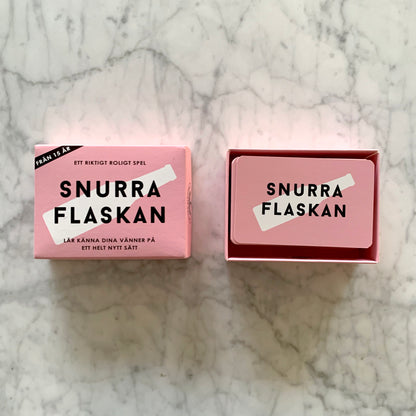 FRÅN 15 ÅR
ETT RIKTIGT ROLIGT SPEL
SNURRA
FLASKAN
LÄR KÄNNA DINA VÄNNER PÅ
ETT HELT NYTT SÄTT
SNURRA
FLASKAN